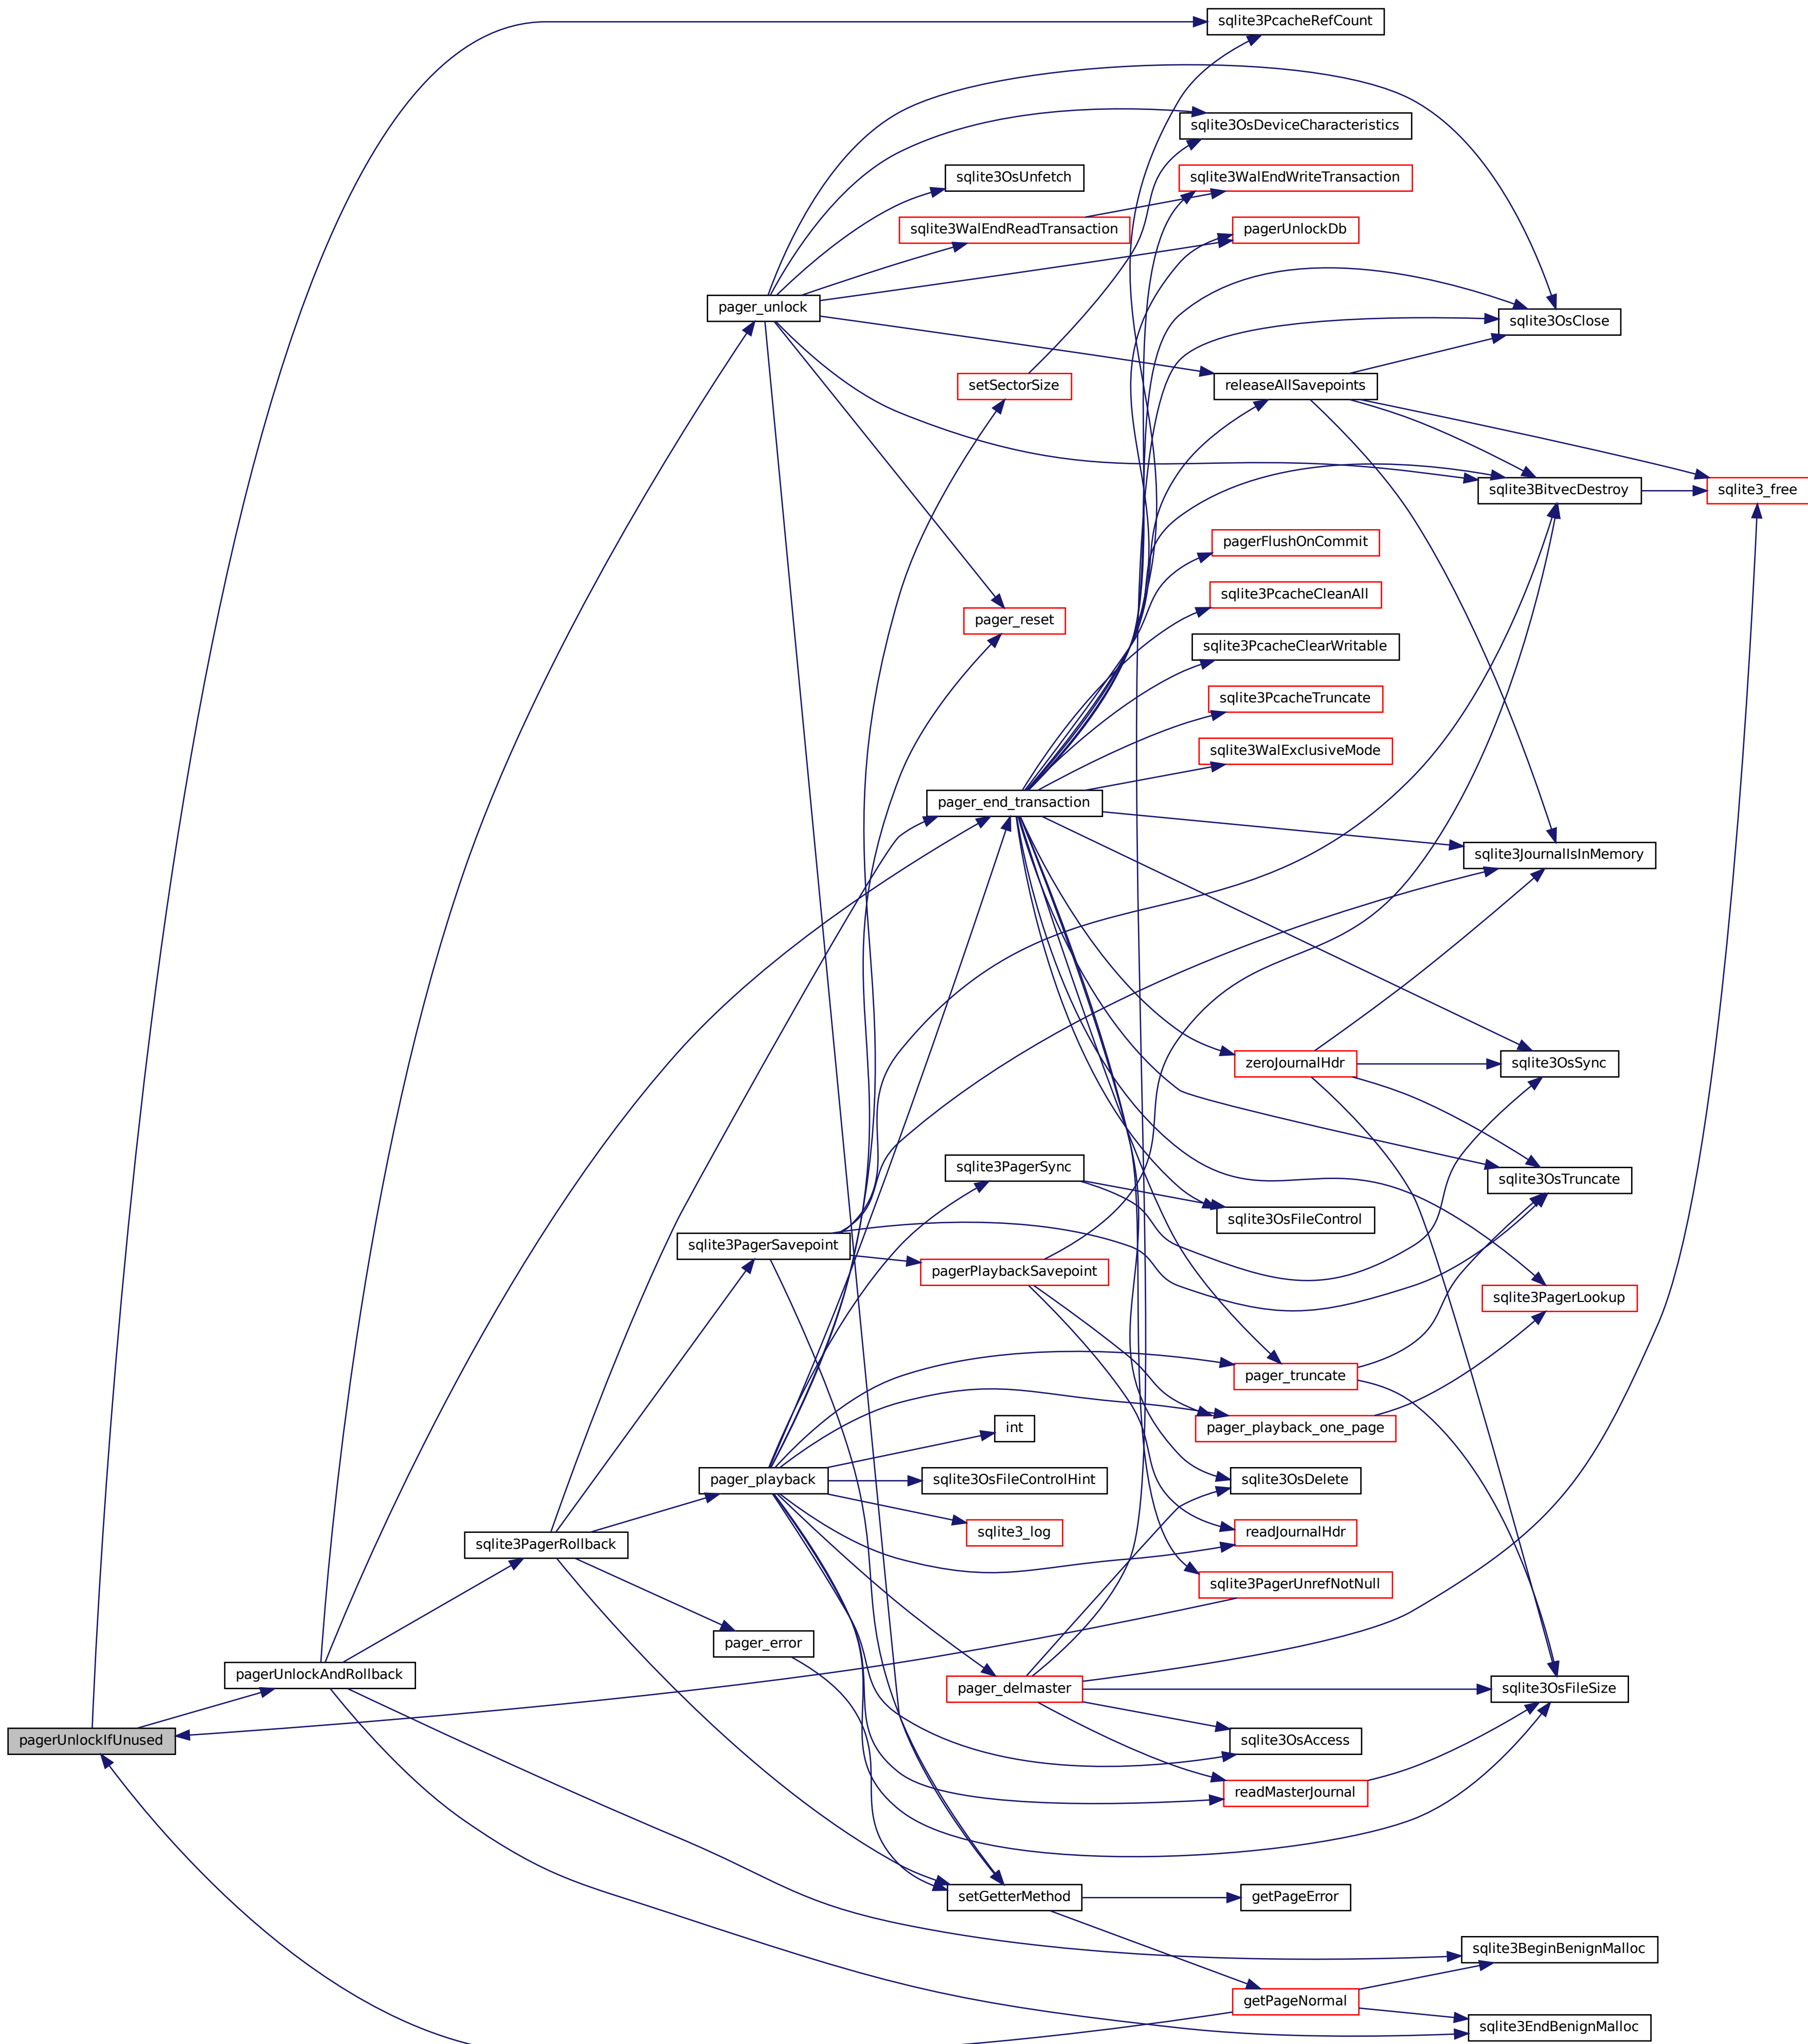 sqlite3PcacheRefCount
sqlite3OsDeviceCharacteristics
sqlite3OsUnfetch
sqlite3WalEndWriteTransaction
sqlite3WalEndReadTransaction
pagerUnlockDb
pager_unlock
sqlite3OsClose
setSectorSize
releaseAllSavepoints
sqlite3BitvecDestroy
sqlite3_free
pagerFlushOnCommit
sqlite3PcacheCleanAll
pager_reset
sqlite3PcacheClearWritable
sqlite3PcacheTruncate
sqlite3WalExclusiveMode
pager_end_transaction
sqlite3JournalIsInMemory
zeroJournalHdr
sqlite3OsSync
sqlite3PagerSync
sqlite3OsTruncate
sqlite3OsFileControl
sqlite3PagerSavepoint
pagerPlaybackSavepoint
sqlite3PagerLookup
pager_truncate
int
pager_playback_one_page
pager_playback
sqlite3OsFileControlHint
sqlite3OsDelete
sqlite3_log
readJournalHdr
sqlite3PagerRollback
sqlite3PagerUnrefNotNull
pager_error
pagerUnlockAndRollback
pager_delmaster
sqlite3OsFileSize
pagerUnlockIfUnused
sqlite3OsAccess
readMasterJournal
setGetterMethod
getPageError
sqlite3BeginBenignMalloc
getPageNormal
sqlite3EndBenignMalloc